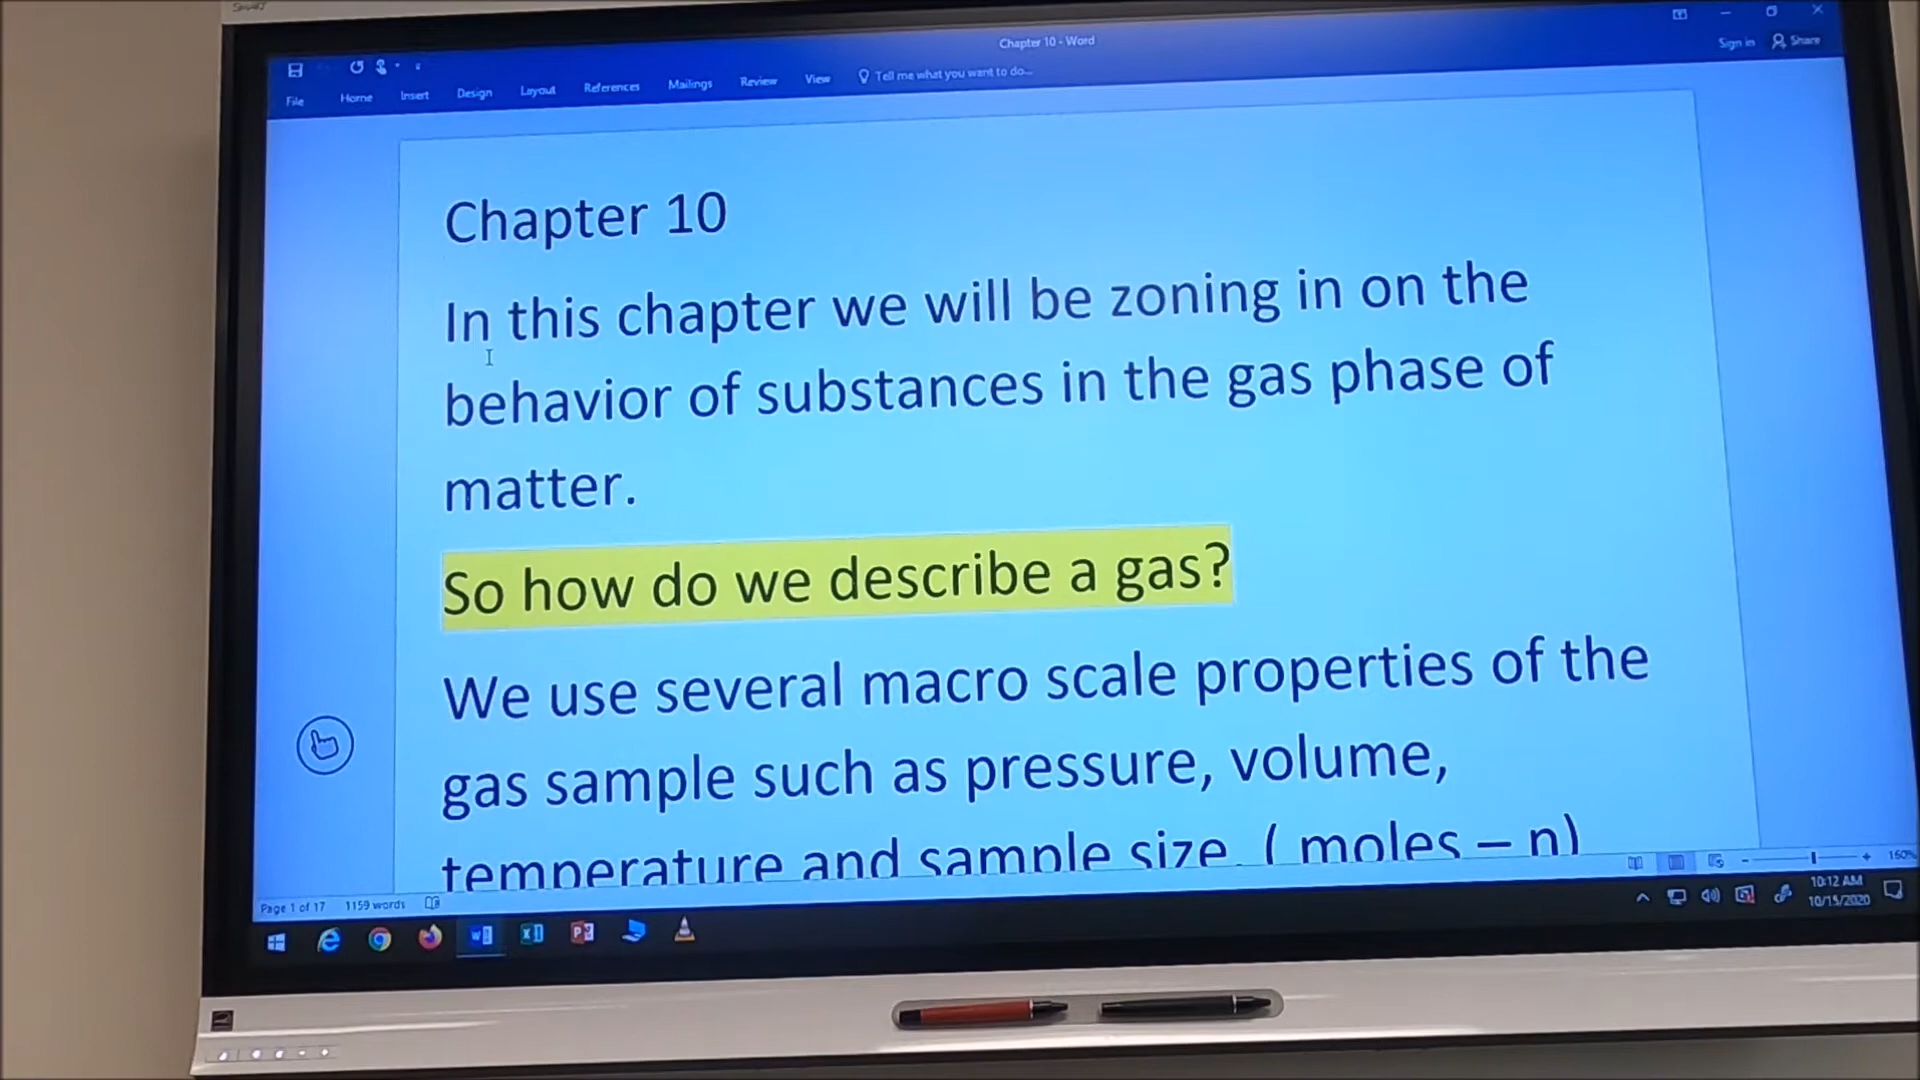 SMART
Chapter 10 - Word
Sign in Share
File Home Insert Design Layout References Mailings Review View Tell me what you want to do...
Chapter 10
In this chapter we will be zoning in on the
behavior of substances in the gas phase of
matter.
So how do we describe a gas?
We use several macro scale properties of the
gas sample such as pressure, volume,
temperature and sample size. ( moles – n)
Page 1 of 17 1159 words
160%
10:12 AM
10/15/2020